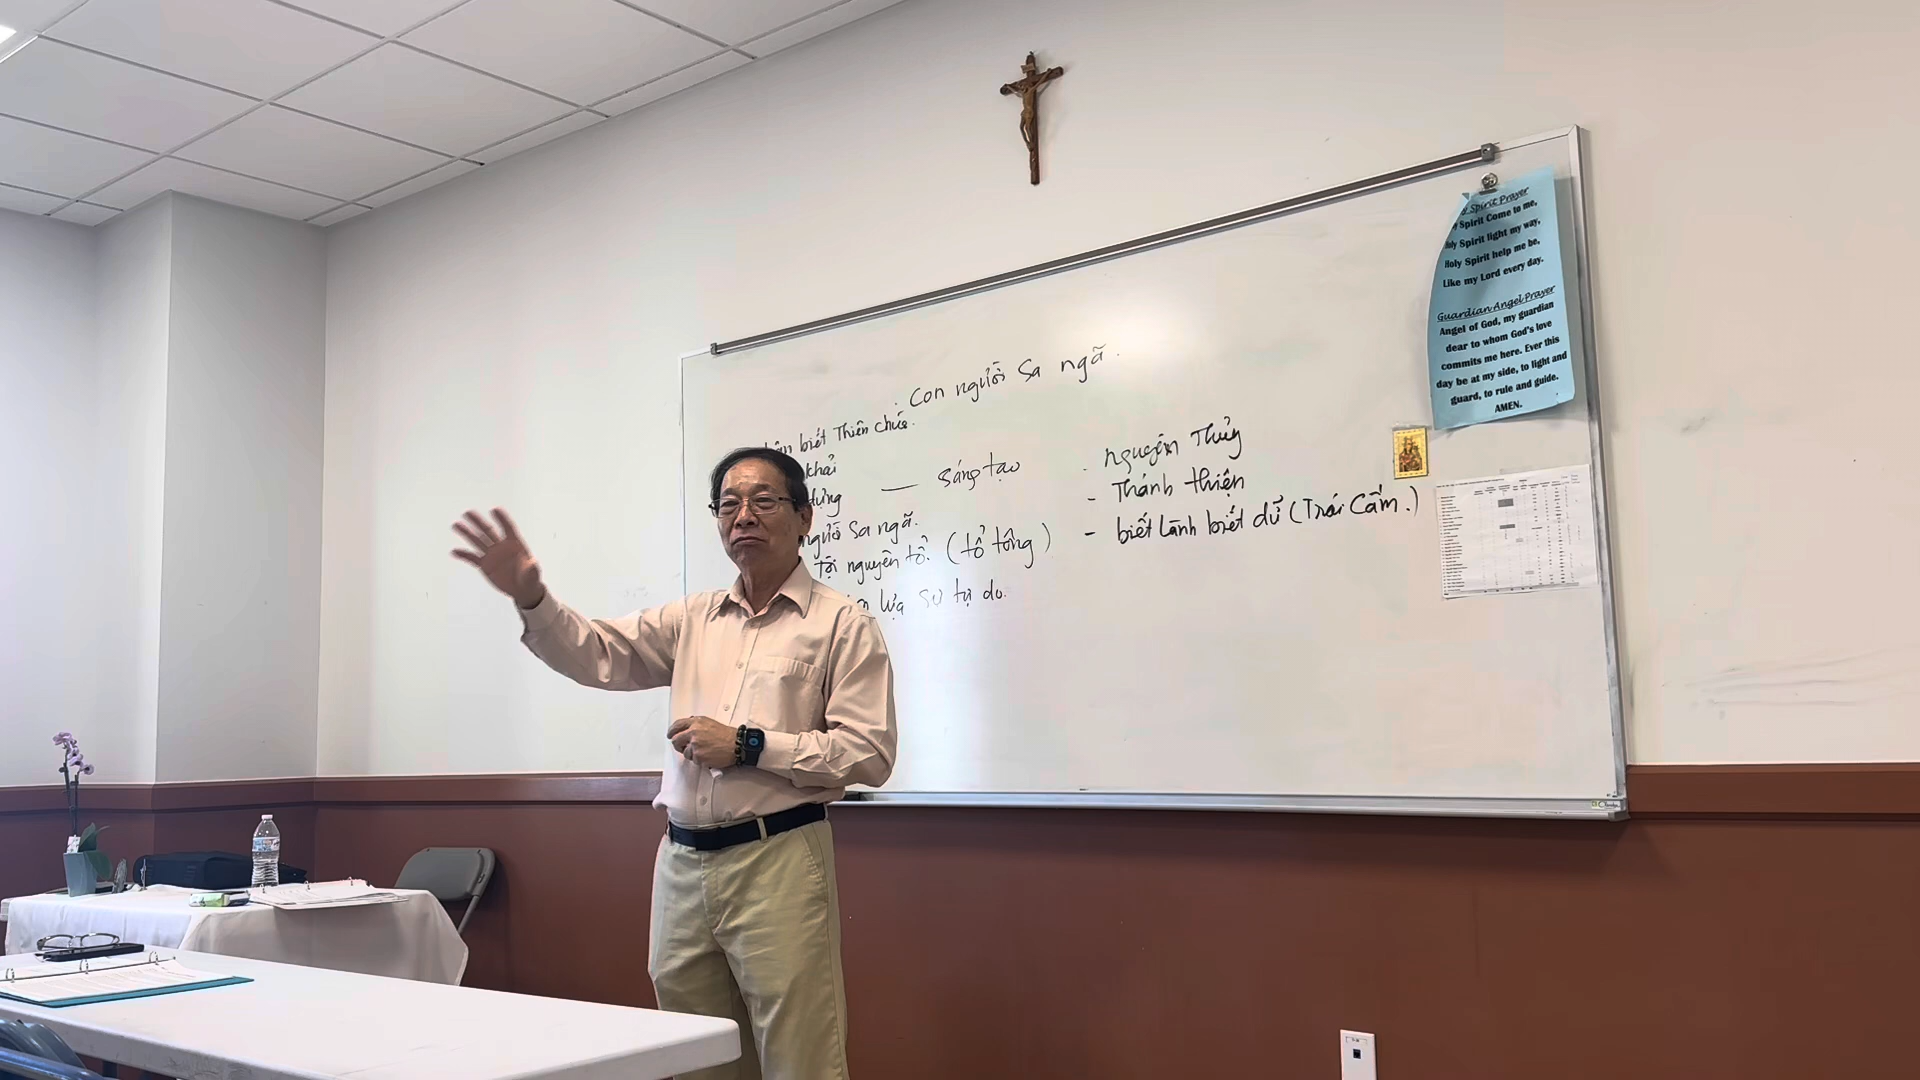 Con người Sa ngã.
biết Thiên chúa.
khải
dựng — sáng tạo
người Sa ngã.
Tội nguyên tổ. (tổ tông)
lựa sự tự do.
- nguyên Thủy
- Thánh thiện
- biết Lành biết dử (Trái Cấm.)
Spirit Prayer
Spirit Come to me,
Holy Spirit light my way,
Holy Spirit help me be,
Like my Lord every day.
Guardian Angel Prayer
Angel of God, my guardian
dear to whom God's love
commits me here. Ever this
day be at my side, to light and
guard, to rule and guide.
AMEN.